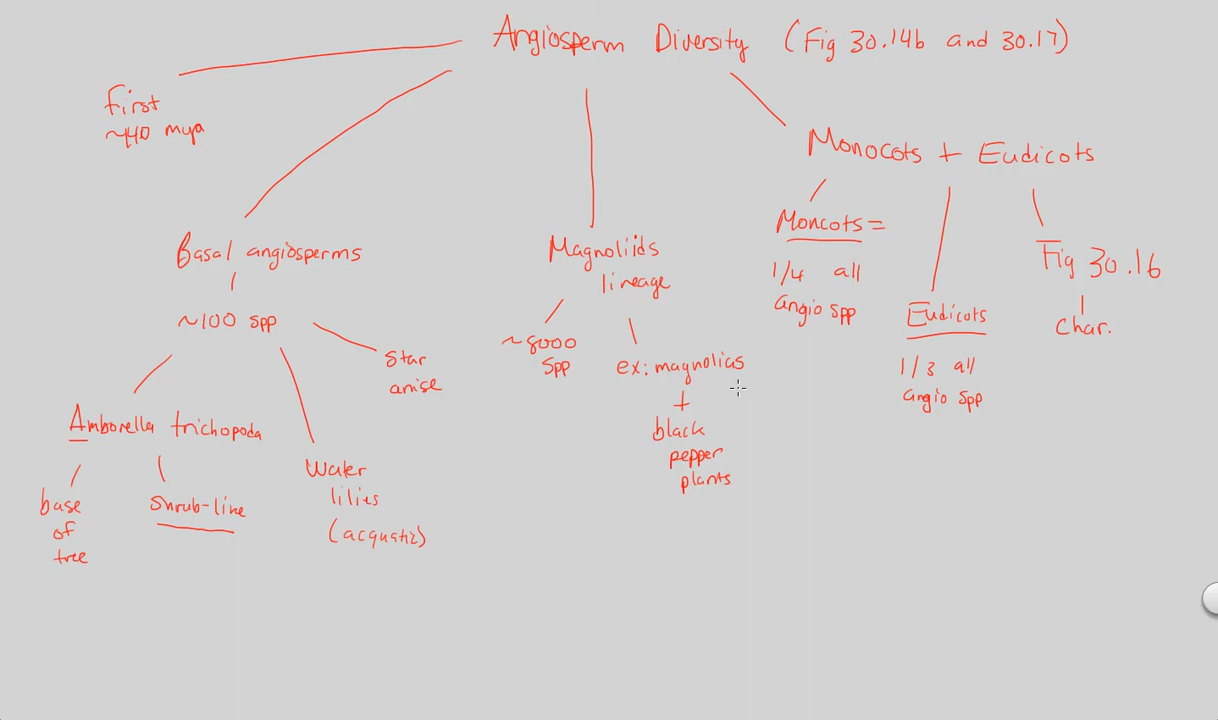 Angiosperm Diversity (Fig 30.14b and 30.17)
First
~140 mya
Monocots + Eudicots
Basal angiosperms
~100 spp
Star
anise
Amborella trichopoda
base
of
tree
Shrub-like
Water
lilies
(acquatic)
Magnoliids
lineage
~8000
spp
ex: magnolias
+
black
pepper
plants
Moncots =
1/4 all
angio spp
Eudicots
1/3 all
angio spp
Fig 30.16
Char.